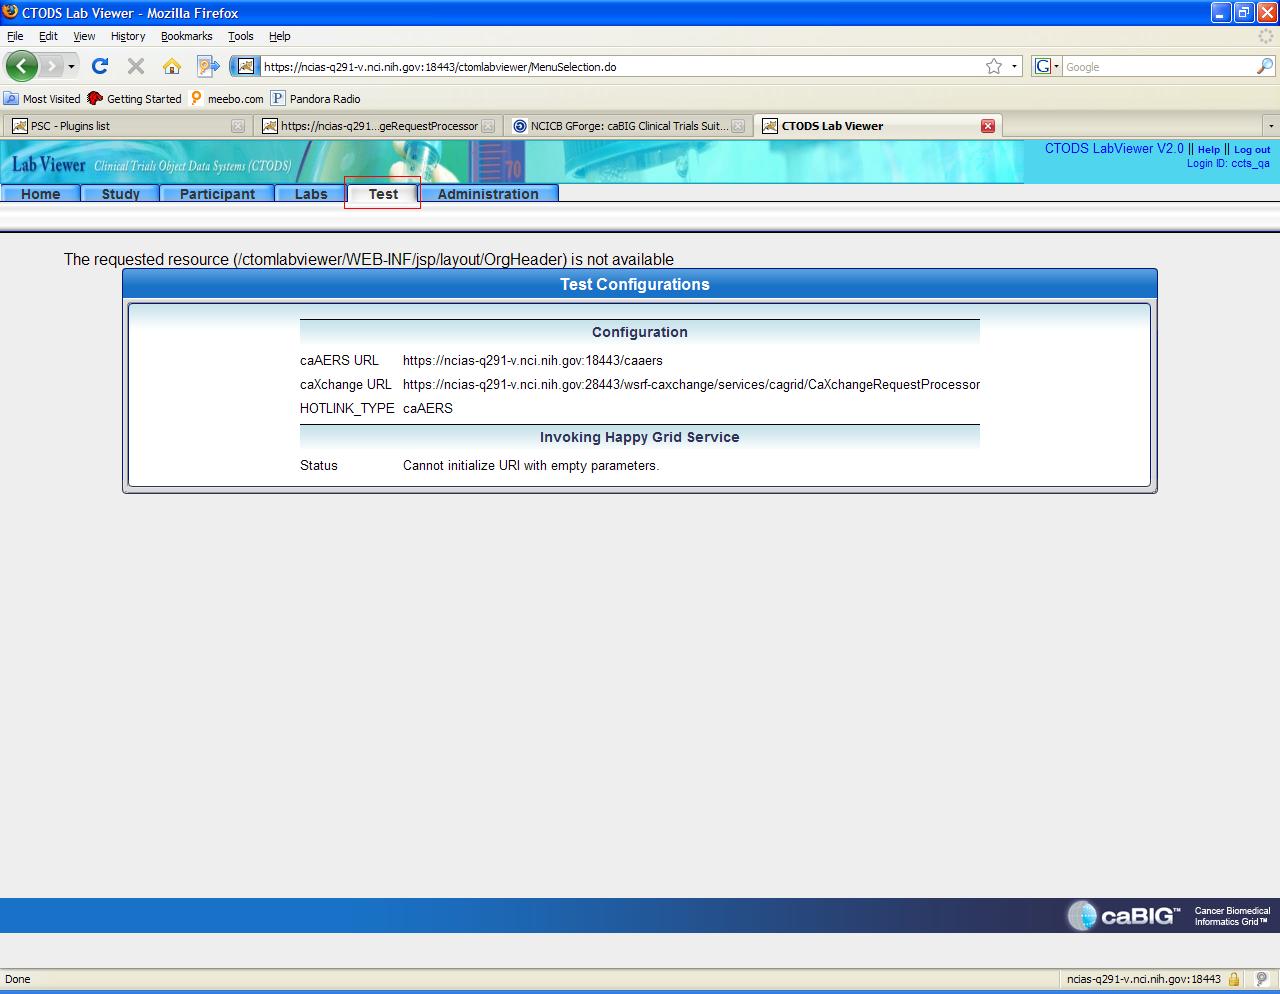 CTODS Lab Viewer - Mozilla Firefox
File Edit View History Bookmarks Tools Help
https://ncias-q291-v.nci.nih.gov:18443/ctomlabviewer/MenuSelection.do
G Google
Most Visited Getting Started meebo.com P Pandora Radio
PSC - Plugins list https://ncias-q291...geRequestProcessor NCICB GForge: caBIG Clinical Trials Suit... CTODS Lab Viewer
Lab Viewer Clinical Trials Object Data Systems (CTODS) 70
CTODS LabViewer V2.0 || Help || Log out
Login ID: ccts_qa
Home Study Participant Labs Test Administration
The requested resource (/ctomlabviewer/WEB-INF/jsp/layout/OrgHeader) is not available
Test Configurations
Configuration
caAERS URL https://ncias-q291-v.nci.nih.gov:18443/caaers
caXchange URL https://ncias-q291-v.nci.nih.gov:28443/wsrf-caxchange/services/cagrid/CaXchangeRequestProcessor
HOTLINK_TYPE caAERS
Invoking Happy Grid Service
Status Cannot initialize URI with empty parameters.
caBIG™ Cancer Biomedical
Informatics Grid™
Done ncias-q291-v.nci.nih.gov:18443